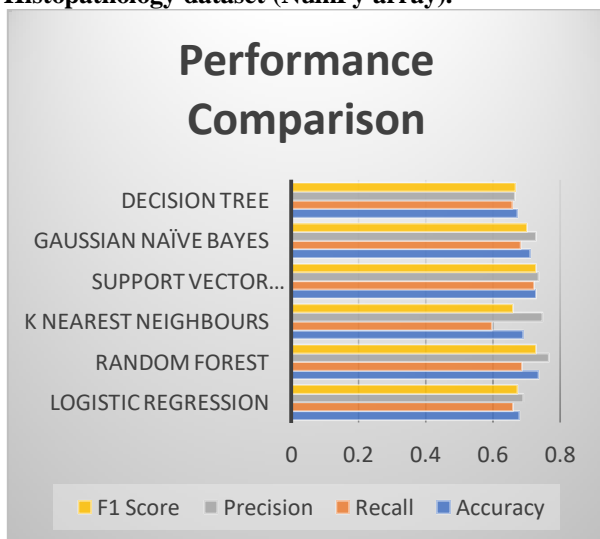 Histopathology dataset (NumPy array).
Performance
Comparison
DECISION TREE
GAUSSIAN NAÏVE BAYES
SUPPORT VECTOR...
K NEAREST NEIGHBOURS
RANDOM FOREST
LOGISTIC REGRESSION
0 0.2 0.4 0.6 0.8
F1 Score Precision Recall Accuracy